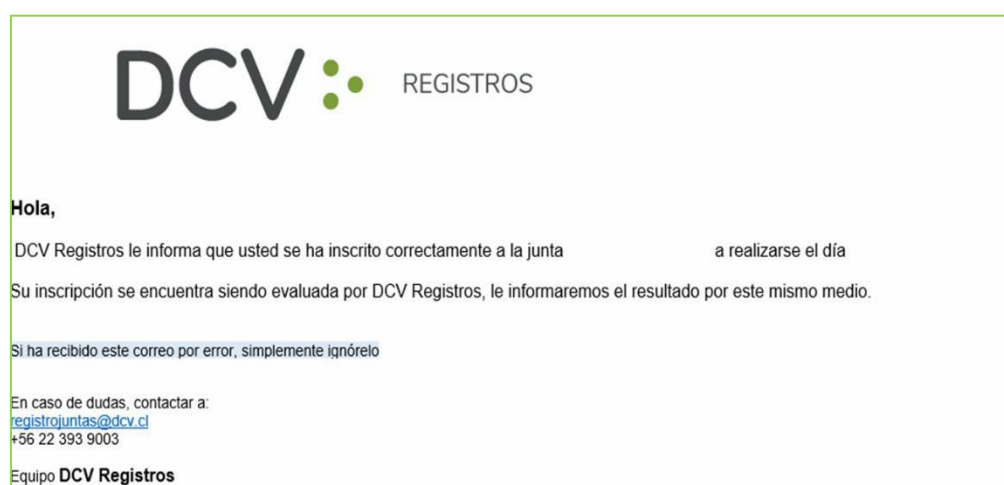 DCV REGISTROS
Hola,
DCV Registros le informa que usted se ha inscrito correctamente a la junta a realizarse el día
Su inscripción se encuentra siendo evaluada por DCV Registros, le informaremos el resultado por este mismo medio.
Si ha recibido este correo por error, simplemente ignórelo
En caso de dudas, contactar a:
registrojuntas@dcv.cl
+56 22 393 9003
Equipo DCV Registros